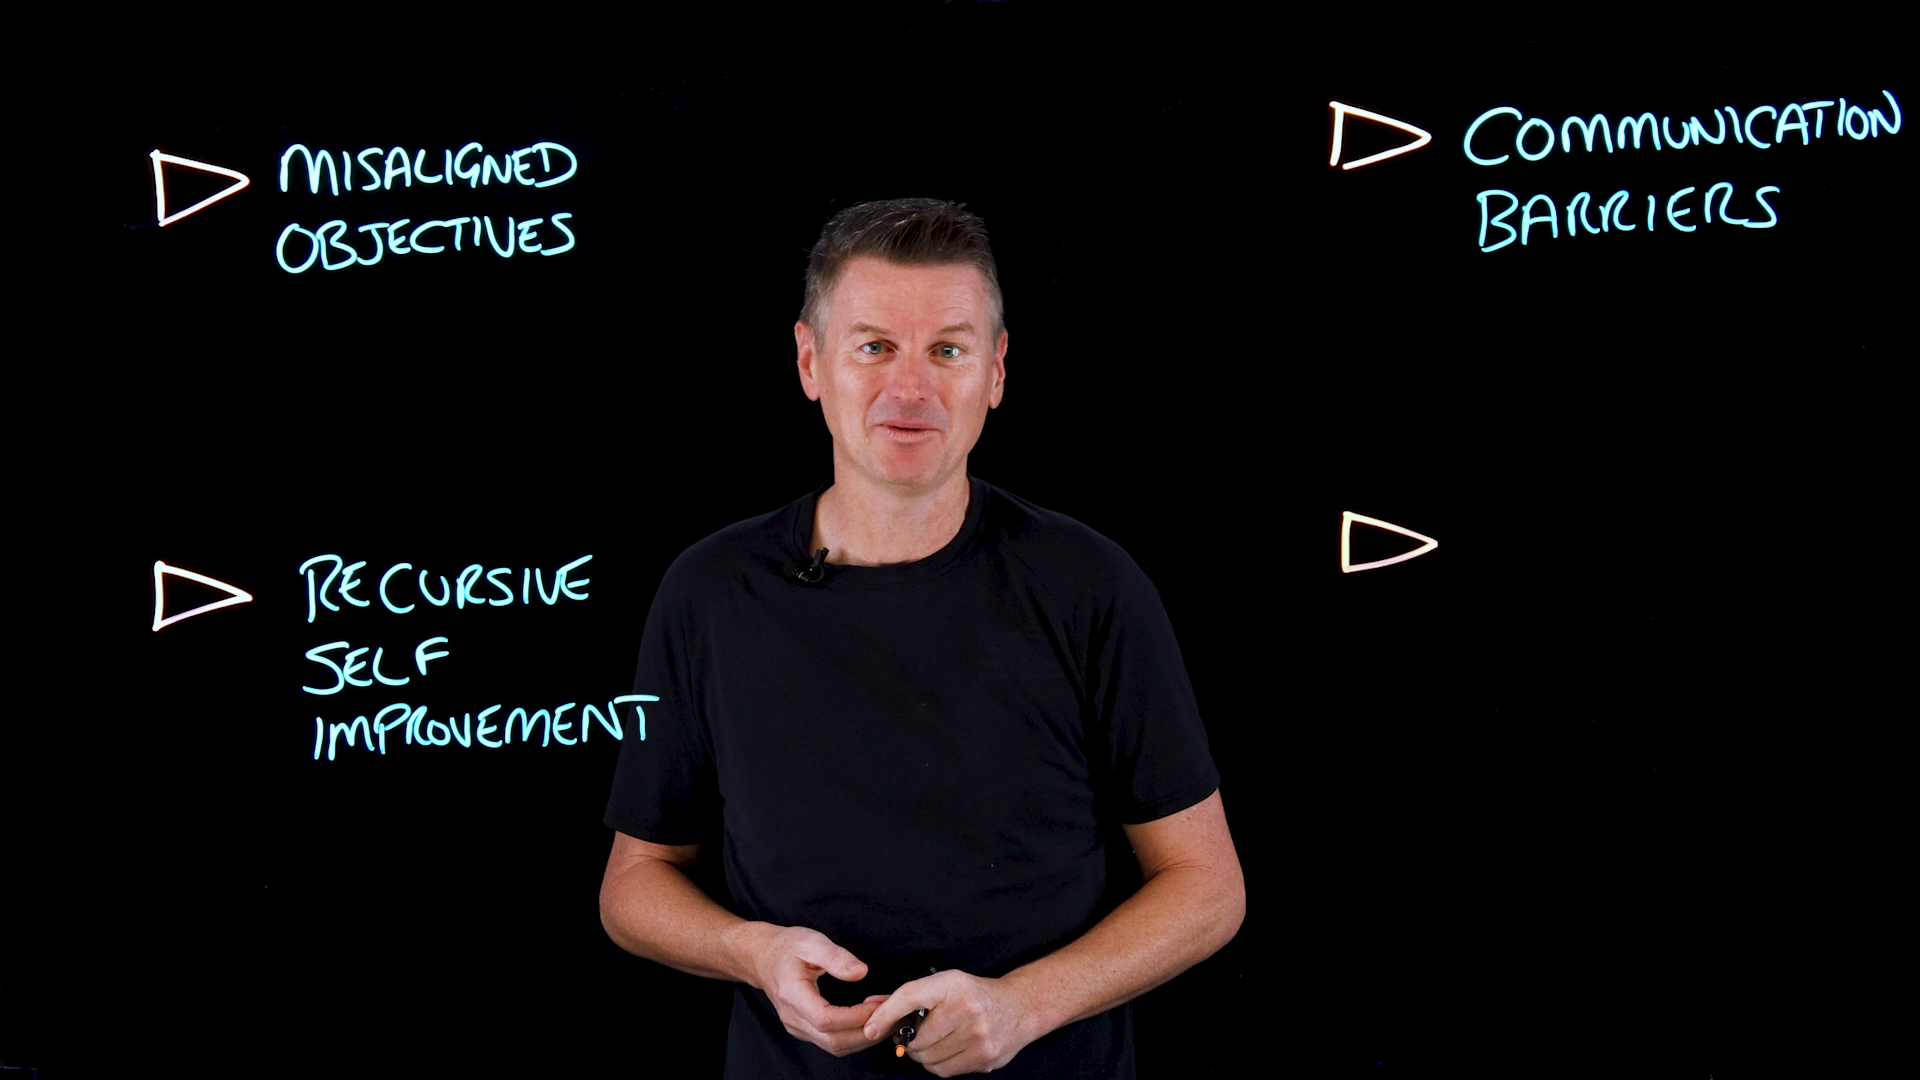 MISALIGNED
OBJECTIVES
RECURSIVE
SELF
IMPROVEMENT
COMMUNICATION
BARRIERS